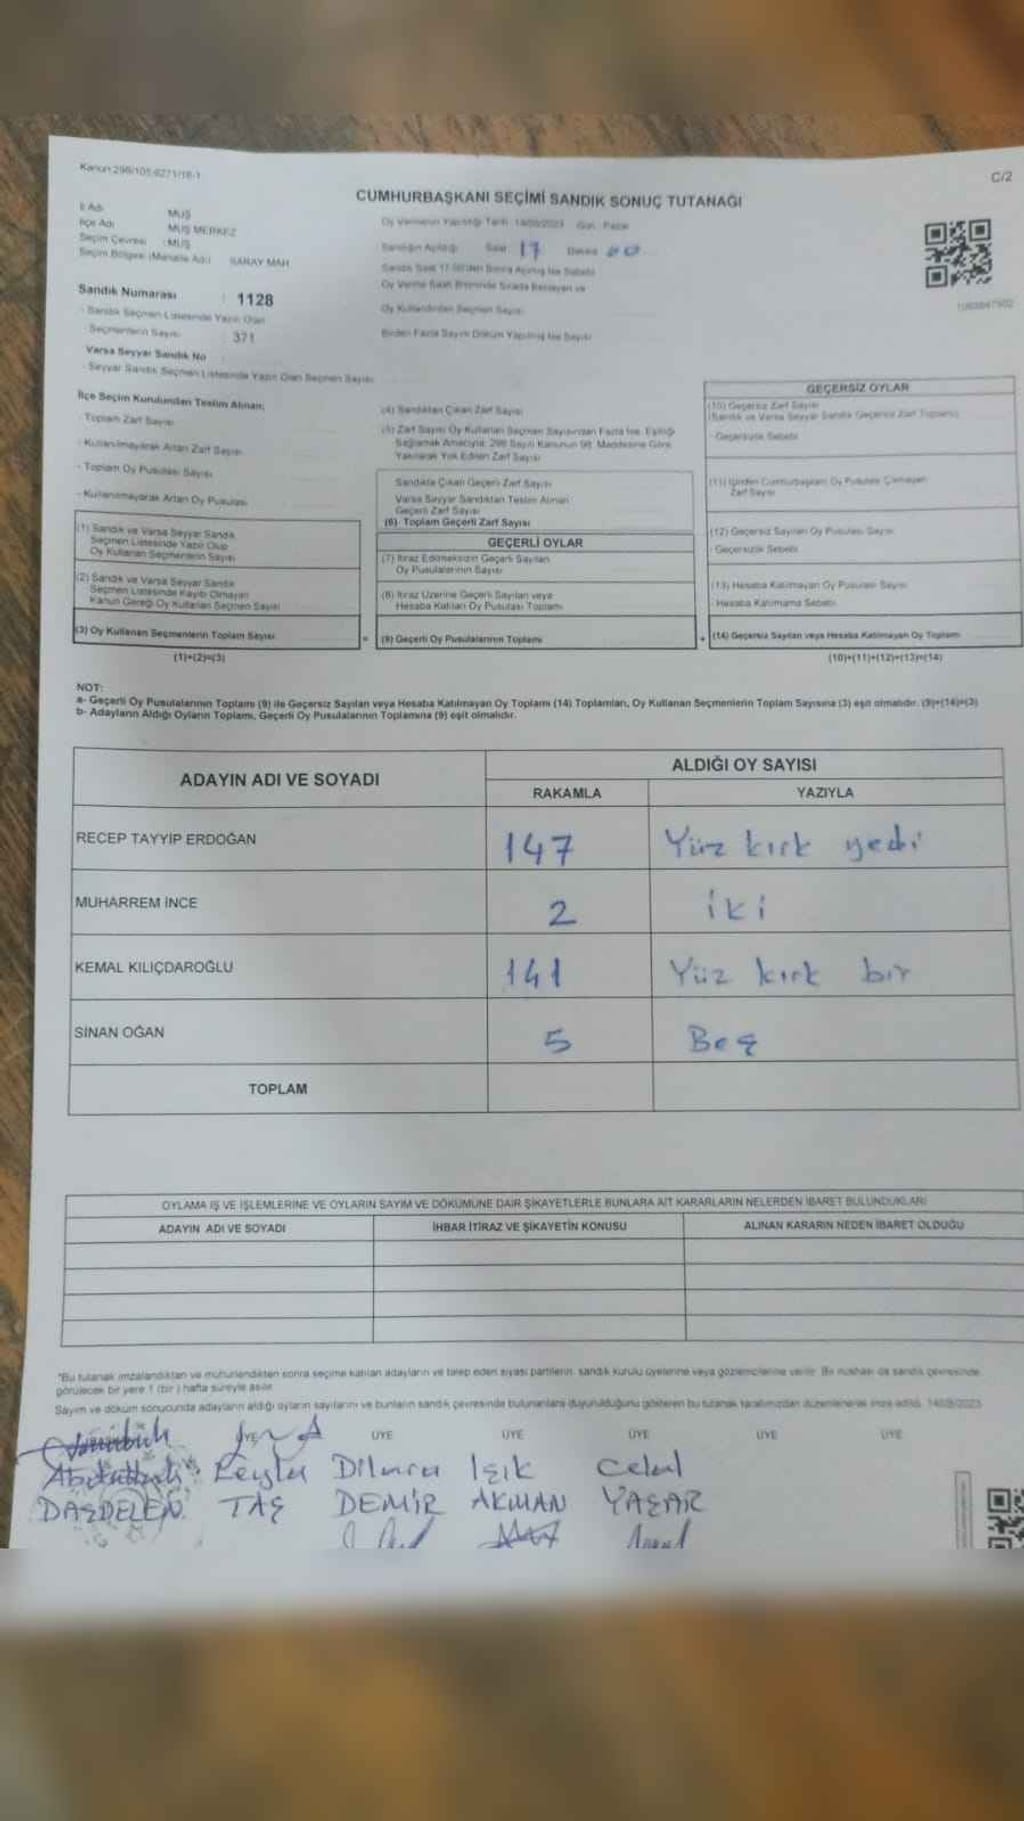 Kanun:298/105-6271/16-1
C/2
CUMHURBAŞKANI SEÇİMİ SANDIK SONUÇ TUTANAĞI
İl Adı MUŞ
İlçe Adı MUŞ MERKEZ
Seçim Çevresi : MUŞ
Seçim Bölgesi (Mahalle Adı) SARAY MAH
Oy Vermenin Yapıldığı Tarih 14/05/2023 Gün Pazar
Sandığın Açıldığı Saat 17 Dakika 00
Sandık Saat 17:00'den Sonra Açılmış İse Sebebi
Oy Verme Saati Bitiminde Sırada Bekleyen ve
Oy Kullandırılan Seçmen Sayısı
Birden Fazla Sayım Döküm Yapılmış İse Sayısı
Sandık Numarası : 1128
- Sandık Seçmen Listesinde Yazılı Olan
Seçmenlerin Sayısı 371
Varsa Seyyar Sandık No
- Seyyar Sandık Seçmen Listesinde Yazılı Olan Seçmen Sayısı
İlçe Seçim Kurulundan Teslim Alınan;
Toplam Zarf Sayısı
- Kullanılmayarak Artan Zarf Sayısı
- Toplam Oy Pusulası Sayısı
- Kullanılmayarak Artan Oy Pusulası
(1) Sandık ve Varsa Seyyar Sandık
Seçmen Listesinde Yazılı Olup
Oy Kullanan Seçmenlerin Sayısı
(2) Sandık ve Varsa Seyyar Sandık
Seçmen Listesinde Kayıtlı Olmayan
Kanun Gereği Oy Kullanan Seçmen Sayısı
(3) Oy Kullanan Seçmenlerin Toplam Sayısı
(1)+(2)=(3)
(4) Sandıktan Çıkan Zarf Sayısı
(5) Zarf Sayısı Oy Kullanan Seçmen Sayısından Fazla İse, Eşitliği
Sağlamak Amacıyla, 298 Sayılı Kanunun 98. Maddesine Göre
Yakılarak Yok Edilen Zarf Sayısı
Sandıkta Çıkan Geçerli Zarf Sayısı
Varsa Seyyar Sandıktan Teslim Alınan
Geçerli Zarf Sayısı
(6) Toplam Geçerli Zarf Sayısı
GEÇERLİ OYLAR
(7) İtiraz Edilmeksizin Geçerli Sayılan
Oy Pusulalarının Sayısı
(8) İtiraz Üzerine Geçerli Sayılan veya
Hesaba Katılan Oy Pusulası Toplamı
= (9) Geçerli Oy Pusulalarının Toplamı
GEÇERSİZ OYLAR
(10) Geçersiz Zarf Sayısı
(Sandık ve Varsa Seyyar Sandık Geçersiz Zarf Toplamı)
- Geçersizlik Sebebi
(11) İçinden Cumhurbaşkanı Oy Pusulası Çıkmayan
Zarf Sayısı
(12) Geçersiz Sayılan Oy Pusulası Sayısı
- Geçersizlik Sebebi
(13) Hesaba Katılmayan Oy Pusulası Sayısı
- Hesaba Katılmama Sebebi
+ (14) Geçersiz Sayılan veya Hesaba Katılmayan Oy Toplamı
(10)+(11)+(12)+(13)=(14)
NOT:
a- Geçerli Oy Pusulalarının Toplamı (9) ile Geçersiz Sayılan veya Hesaba Katılmayan Oy Toplamı (14) Toplamları, Oy Kullanan Seçmenlerin Toplam Sayısına (3) eşit olmalıdır. (9)+(14)=(3)
b- Adayların Aldığı Oyların Toplamı, Geçerli Oy Pusulalarının Toplamına (9) eşit olmalıdır.
ADAYIN ADI VE SOYADI
ALDIĞI OY SAYISI
RAKAMLA YAZIYLA
RECEP TAYYİP ERDOĞAN 147 Yüz kırk yedi
MUHARREM İNCE 2 iki
KEMAL KILIÇDAROĞLU 141 Yüz kırk bir
SİNAN OĞAN 5 Beş
TOPLAM
OYLAMA İŞ VE İŞLEMLERİNE VE OYLARIN SAYIM VE DÖKÜMÜNE DAİR ŞİKAYETLERLE BUNLARA AİT KARARLARIN NELERDEN İBARET BULUNDUKLARI
ADAYIN ADI VE SOYADI İHBAR İTİRAZ VE ŞİKAYETİN KONUSU ALINAN KARARIN NEDEN İBARET OLDUĞU
*Bu tutanak imzalandıktan ve mühürlendikten sonra seçime katılan adayların ve talep eden siyasi partilerin, sandık kurulu üyelerine veya gözlemcilerine verilir. Bir nüshası da sandık çevresinde
görülecek bir yere 1 (bir) hafta süreyle asılır.
Sayım ve döküm sonucunda adayların aldığı oyların sayılarını ve bunların sandık çevresinde bulunanlara duyurulduğunu gösteren bu tutanak tarafımızdan düzenlenerek imza edildi. 14/05/2023
ÜYE ÜYE ÜYE ÜYE ÜYE ÜYE
Leyla Dilara Işık Celal
DAŞDELEN TAŞ DEMİR AKMAN YAŞAR